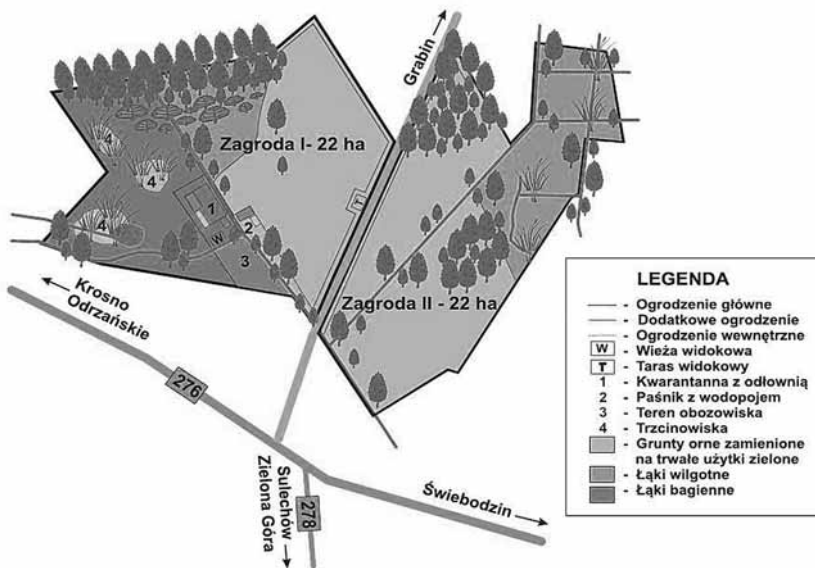 Grabin
Zagroda I- 22 ha
4
4
4
1
W
2
3
T
Zagroda II - 22 ha
Krosno
Odrzańskie
276
Sulechów
Zielona Góra
278
Świebodzin
LEGENDA
- Ogrodzenie główne
- Dodatkowe ogrodzenie
- Ogrodzenie wewnętrzne
W - Wieża widokowa
T - Taras widokowy
1 - Kwarantanna z odłownią
2 - Paśnik z wodopojem
3 - Teren obozowiska
4 - Trzcinowiska
- Grunty orne zamienione
na trwałe użytki zielone
- Łąki wilgotne
- Łąki bagienne